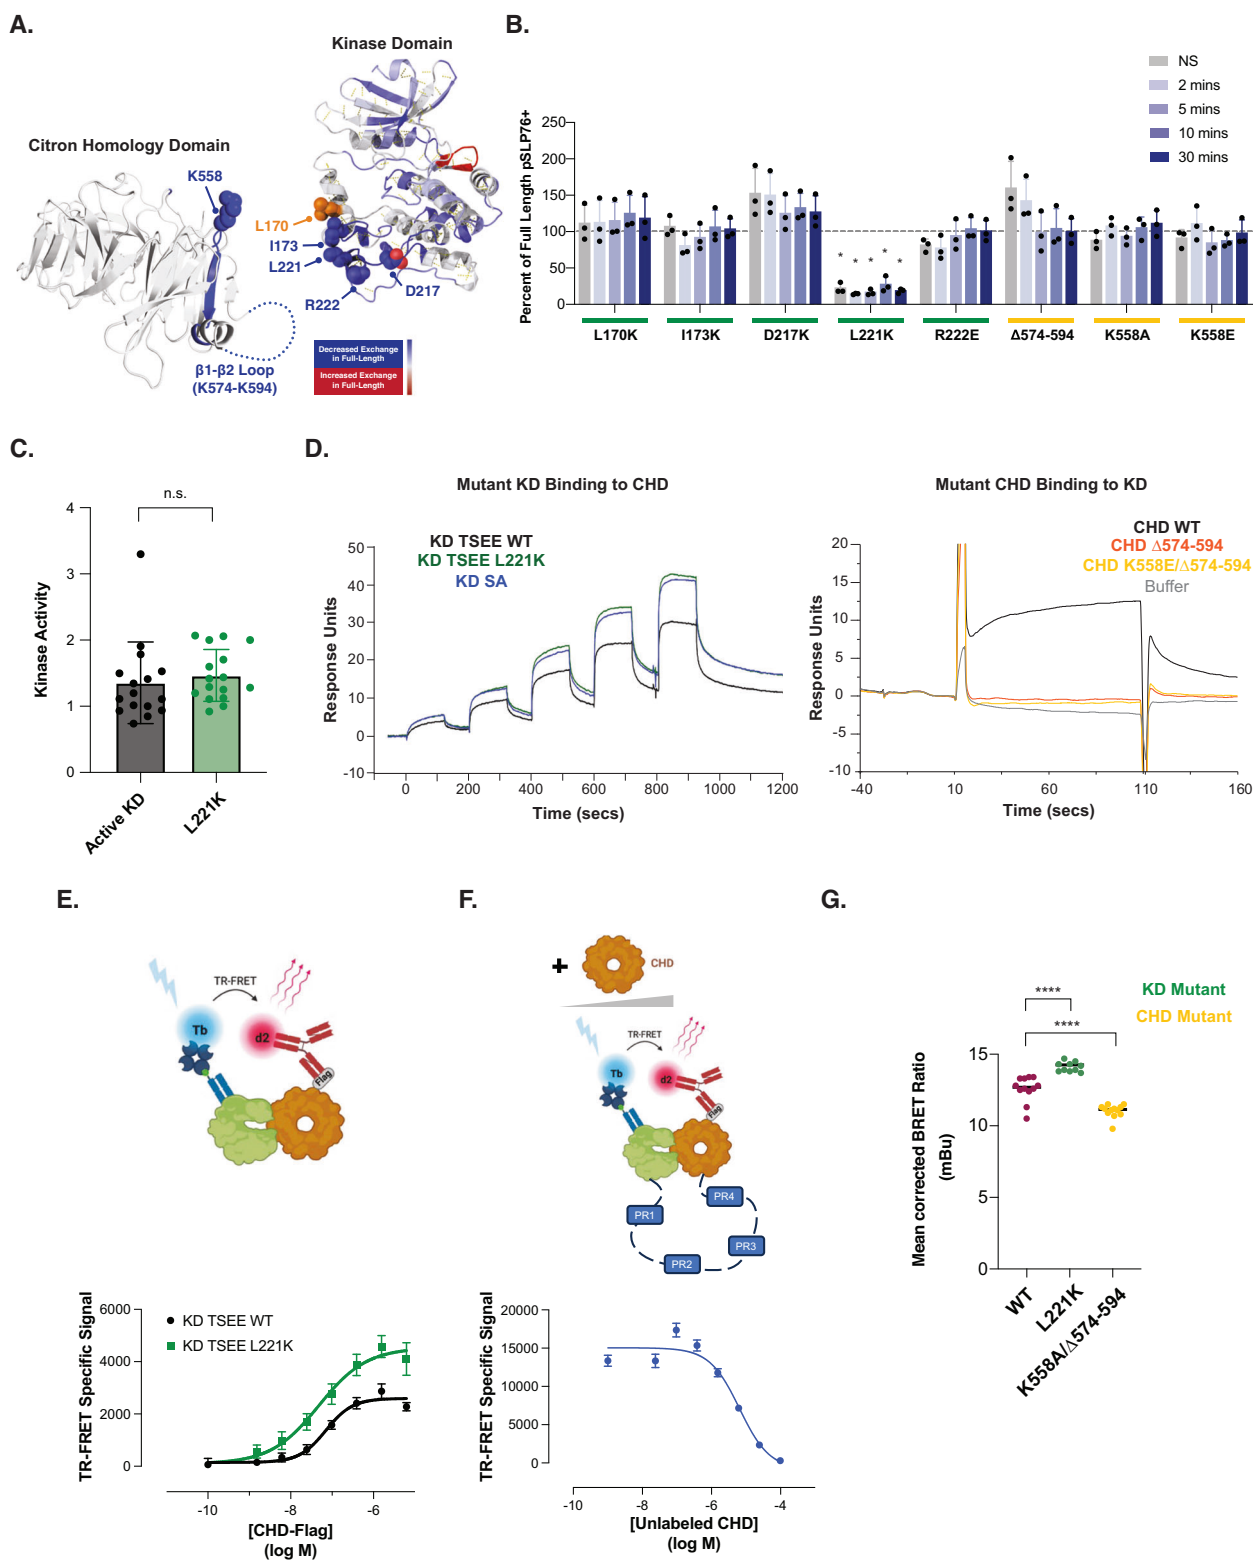 A.
Kinase Domain
Citron Homology Domain
K558
L170
I173
L221
R222
D217
β1-β2 Loop
(K574-K594)
Decreased Exchange
in Full-Length
Increased Exchange
in Full-Length
B.
NS
2 mins
5 mins
10 mins
30 mins
Percent of Full Length pSLP76+
250
200
150
100
50
0
* * * * *
L170K I173K D217K L221K R222E Δ574-594 K558A K558E
C.
n.s.
Kinase Activity
4
3
2
1
0
Active KD
L221K
D.
Mutant KD Binding to CHD
KD TSEE WT
KD TSEE L221K
KD SA
Response Units
50
40
30
20
10
0
-10
0 200 400 600 800 1000 1200
Time (secs)
Mutant CHD Binding to KD
CHD WT
CHD Δ574-594
CHD K558E/Δ574-594
Buffer
Response Units
20
15
10
5
0
-5
-10
-40 10 60 110 160
Time (secs)
E.
TR-FRET
Tb
d2
Flag
TR-FRET Specific Signal
6000
4000
2000
0
KD TSEE WT
KD TSEE L221K
-10 -8 -6
[CHD-Flag]
(log M)
F.
+
CHD
TR-FRET
Tb
d2
Flag
PR1
PR4
PR3
PR2
TR-FRET Specific Signal
20000
15000
10000
5000
0
-10 -8 -6 -4
[Unlabeled CHD]
(log M)
G.
KD Mutant
CHD Mutant
****
****
Mean corrected BRET Ratio
(mBu)
15
10
5
0
WT
L221K
K558A/Δ574-594